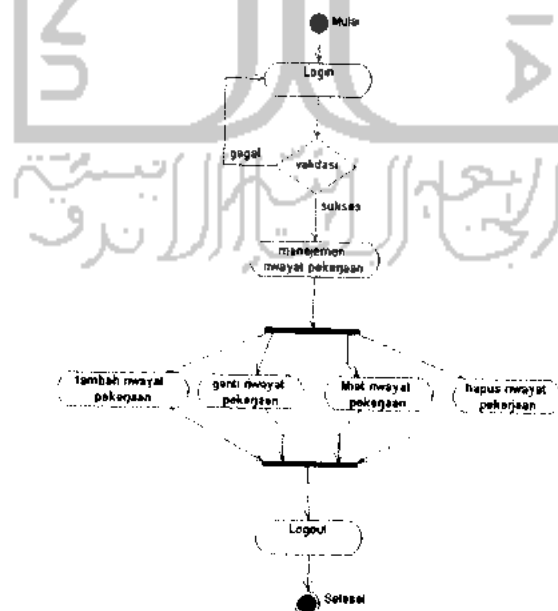 Mulai
Login
gagal
validasi
sukses
manajemen
riwayat pekerjaan
tambah riwayat
pekerjaan
ganti riwayat
pekerjaan
lihat riwayat
pekerjaan
hapus riwayat
pekerjaan
Logout
Selesai